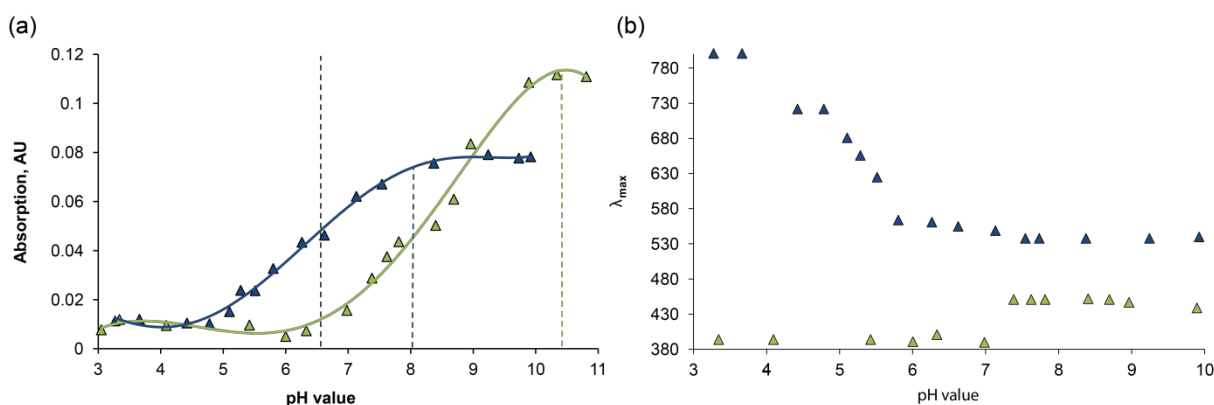 (a)
Absorption, AU
0.12
0.1
0.08
0.06
0.04
0.02
0
3 4 5 6 7 8 9 10 11
pH value
(b)
λmax
780
730
680
630
580
530
480
430
380
3 4 5 6 7 8 9 10
pH value